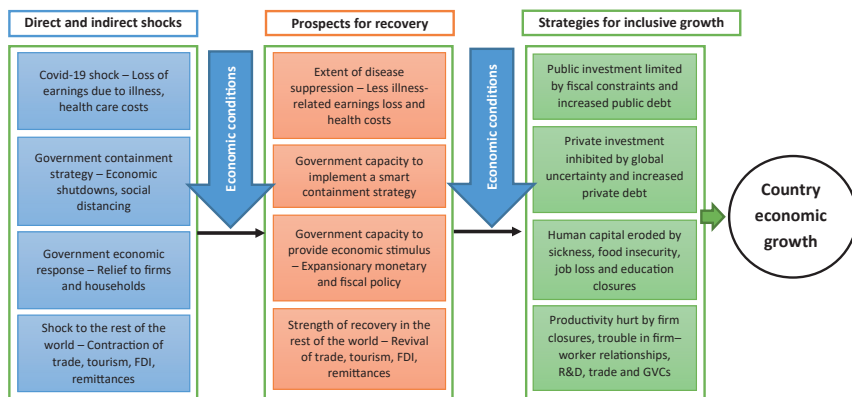 Direct and indirect shocks
Covid-19 shock – Loss of
earnings due to illness,
health care costs
Government containment
strategy – Economic
shutdowns, social
distancing
Government economic
response – Relief to firms
and households
Shock to the rest of the
world – Contraction of
trade, tourism, FDI,
remittances
Economic conditions
Prospects for recovery
Extent of disease
suppression – Less illness-
related earnings loss and
health costs
Government capacity to
implement a smart
containment strategy
Government capacity to
provide economic stimulus
– Expansionary monetary
and fiscal policy
Strength of recovery in the
rest of the world – Revival
of trade, tourism, FDI,
remittances
Economic conditions
Strategies for inclusive growth
Public investment limited
by fiscal constraints and
increased public debt
Private investment
inhibited by global
uncertainty and increased
private debt
Human capital eroded by
sickness, food insecurity,
job loss and education
closures
Productivity hurt by firm
closures, trouble in firm–
worker relationships,
R&D, trade and GVCs
Country
economic
growth